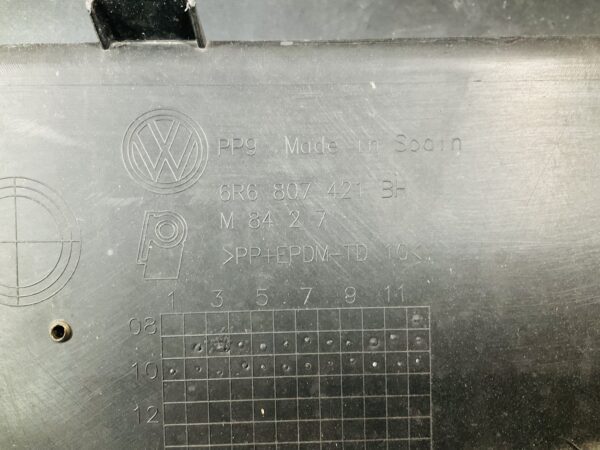 PP9 Made in Spain
6R6 807 421 BH
M 84 2 7
>PP+EPDM-TD 10<
1 3 5 7 9 11
08
10
12